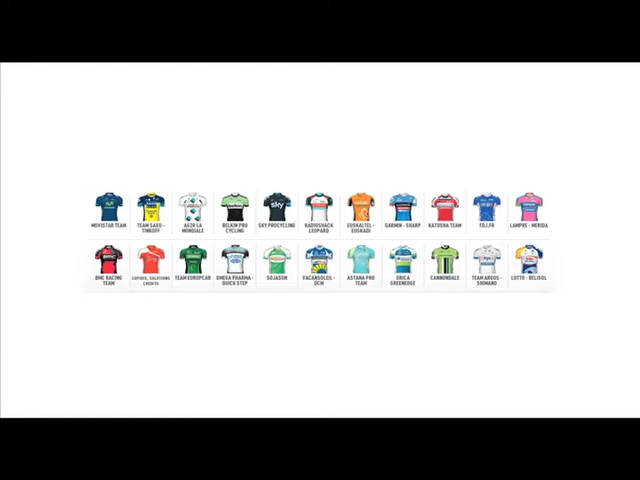 MOVISTAR TEAM
TEAM SAXO -
TINKOFF
AG2R LA
MONDIALE
BELKIN PRO
CYCLING
SKY PROCYCLING
RADIOSHACK
LEOPARD
EUSKALTEL -
EUSKADI
GARMIN - SHARP
KATUSHA TEAM
FDJ.FR
LAMPRE - MERIDA
BMC RACING
TEAM
COFIDIS, SOLUTIONS
CREDITS
TEAM EUROPCAR
OMEGA PHARMA -
QUICK STEP
SOJASUN
VACANSOLEIL -
DCM
ASTANA PRO
TEAM
ORICA
GREENEDGE
CANNONDALE
TEAM ARGOS -
SHIMANO
LOTTO - BELISOL